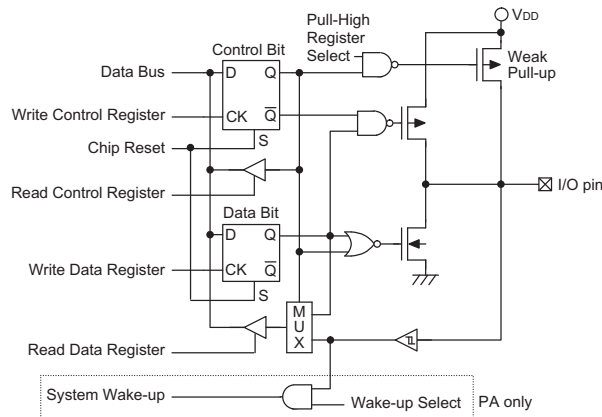 Pull-High
Register
Select
VDD
Control Bit
Weak
Pull-up
Data Bus
D
Q
Write Control Register
CK
Q
Chip Reset
S
I/O pin
Read Control Register
Data Bit
D
Q
Write Data Register
CK
Q
S
M
U
X
Read Data Register
System Wake-up
Wake-up Select
PA only